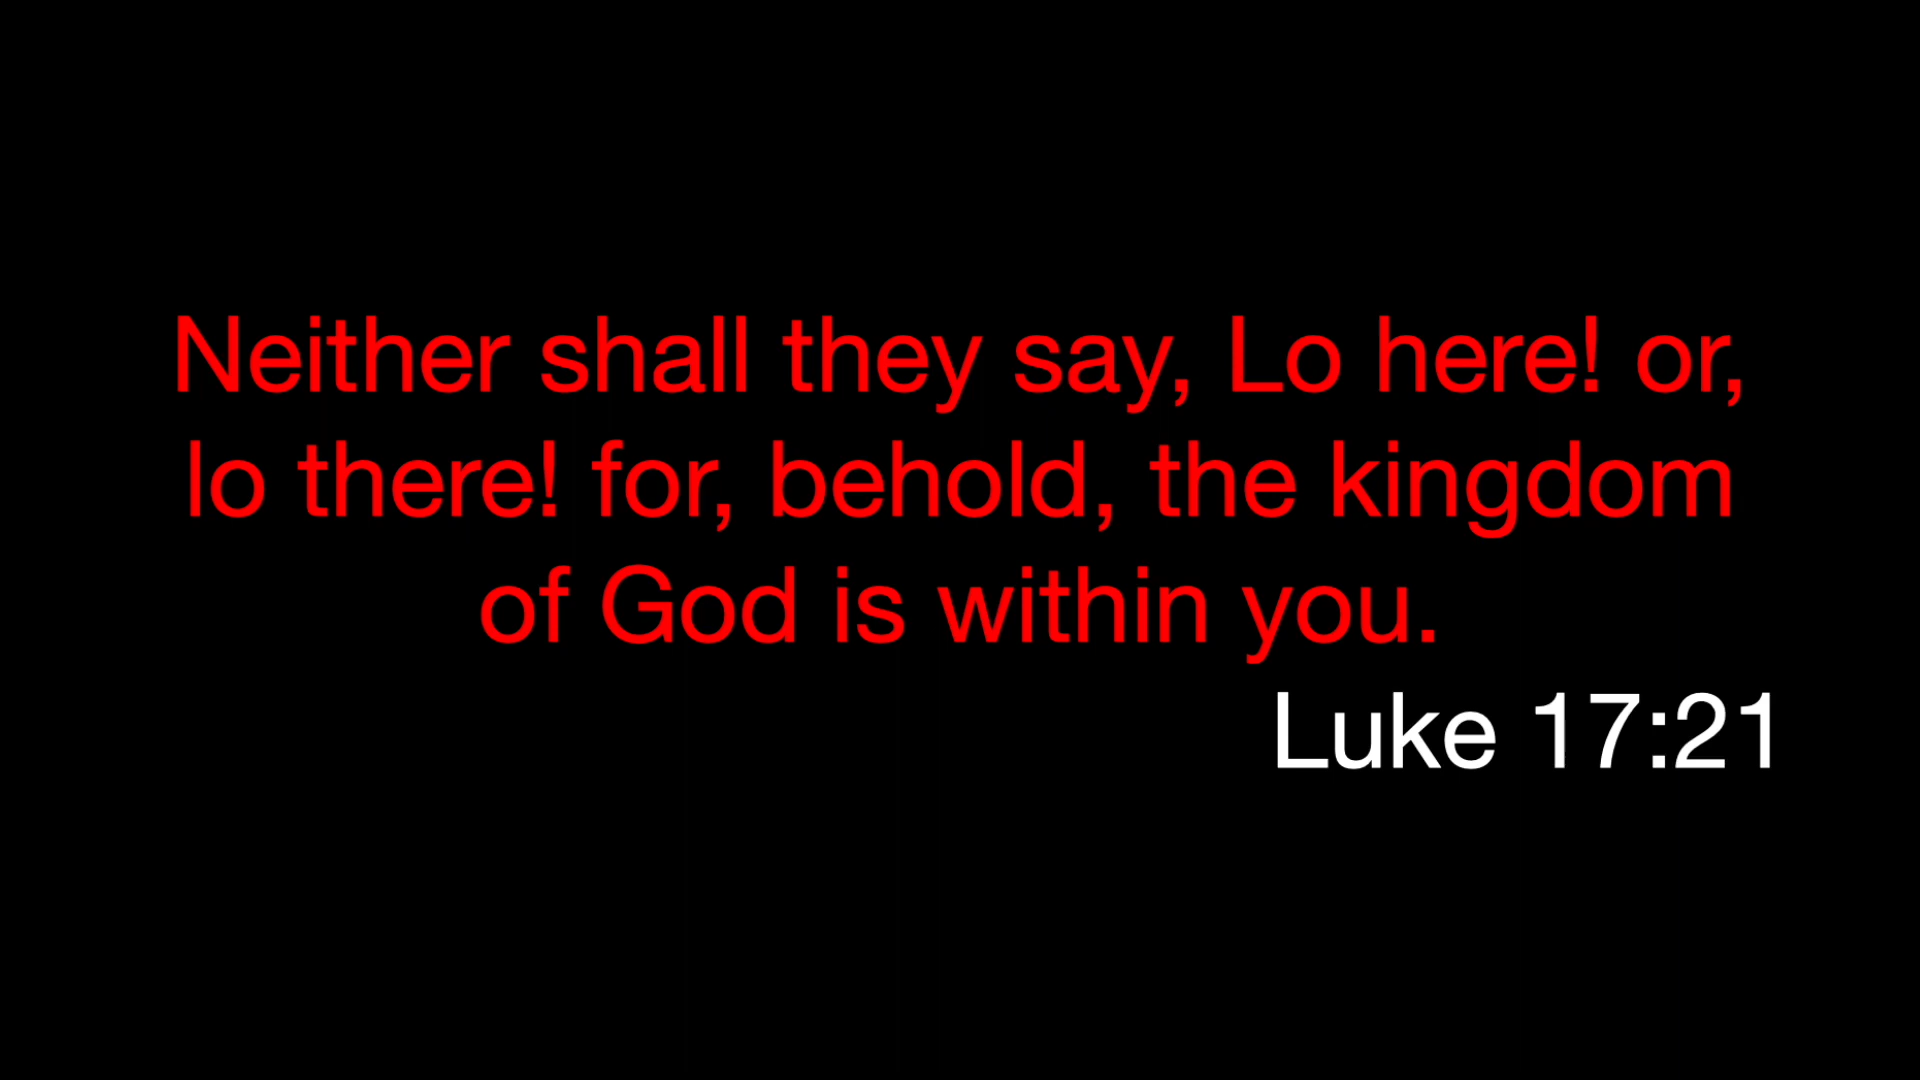 Neither shall they say, Lo here! or,
lo there! for, behold, the kingdom
of God is within you.
Luke 17:21